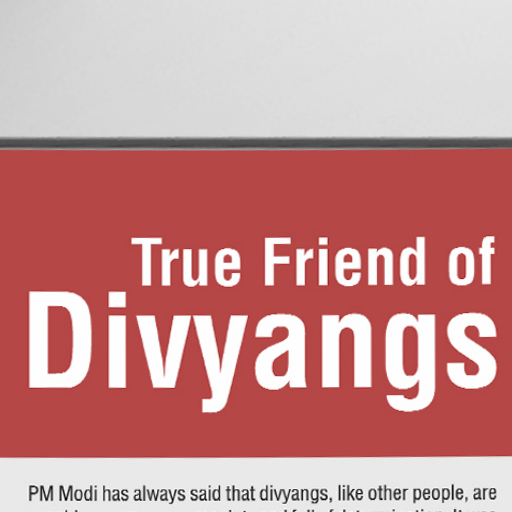 True Friend of
Divyangs
PM Modi has always said that divyangs, like other people, are